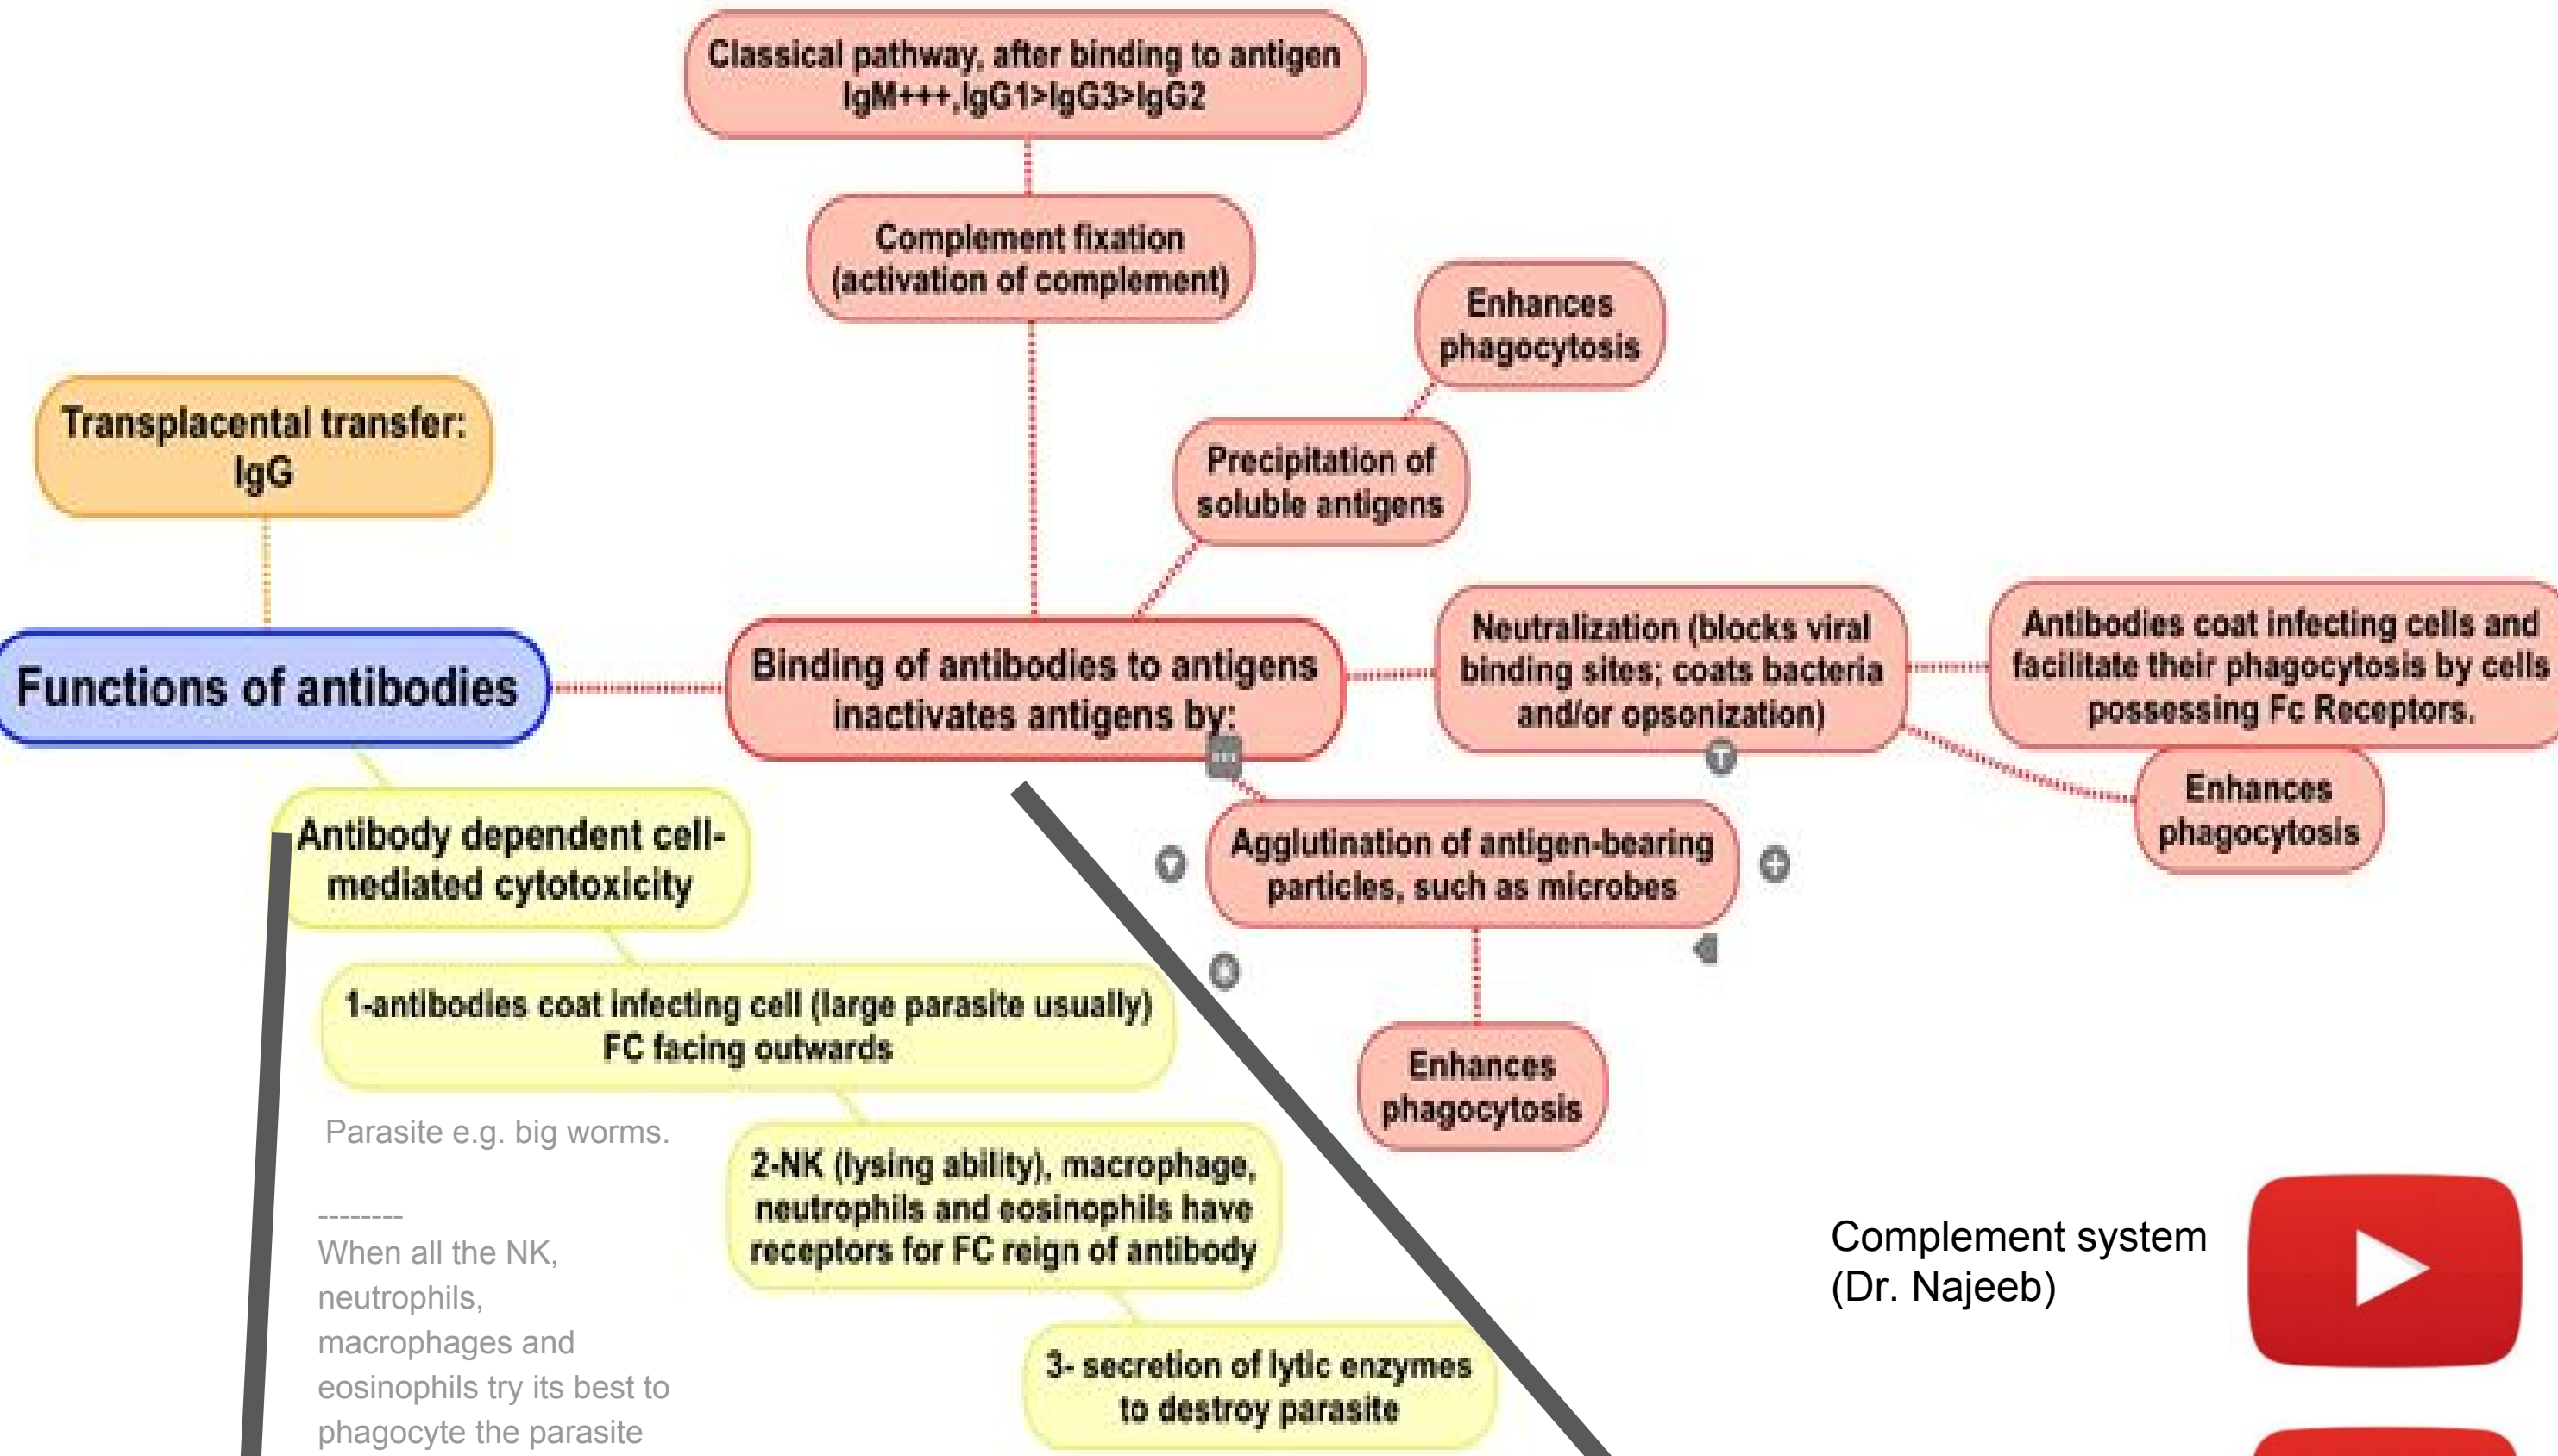 Classical pathway, after binding to antigen
IgM+++,IgG1>IgG3>IgG2
Complement fixation
(activation of complement)
Enhances
phagocytosis
Transplacental transfer:
IgG
Precipitation of
soluble antigens
Functions of antibodies
Binding of antibodies to antigens
inactivates antigens by:
Neutralization (blocks viral
binding sites; coats bacteria
and/or opsonization)
Antibodies coat infecting cells and
facilitate their phagocytosis by cells
possessing Fc Receptors.
Enhances
phagocytosis
Antibody dependent cell-
mediated cytotoxicity
Agglutination of antigen-bearing
particles, such as microbes
Enhances
phagocytosis
1-antibodies coat infecting cell (large parasite usually)
FC facing outwards
Parasite e.g. big worms.
--------
When all the NK,
neutrophils,
macrophages and
eosinophils try its best to
phagocyte the parasite
2-NK (lysing ability), macrophage,
neutrophils and eosinophils have
receptors for FC reign of antibody
3- secretion of lytic enzymes
to destroy parasite
Complement system
(Dr. Najeeb)